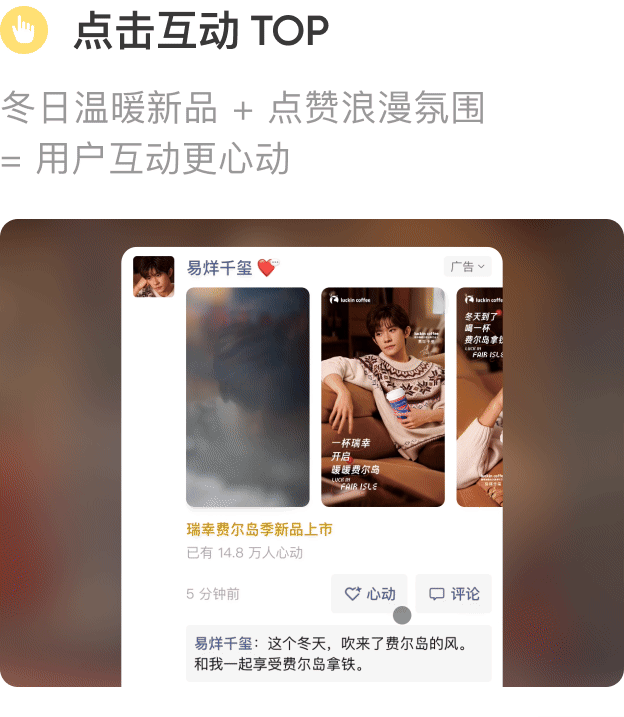 点击互动 TOP
冬日温暖新品 + 点赞浪漫氛围
= 用户互动更心动
易烊千玺
广告
luckin coffee
luckin coffee
一杯瑞幸
开启
暖暖费尔岛
LUCK IN
FAIR ISLE
luckin coffee
冬天到了
喝一杯
费尔岛拿铁
LUCK IN
FAIR ISLE
瑞幸费尔岛季新品上市
已有 14.8 万人心动
5 分钟前
心动
评论
易烊千玺：这个冬天，吹来了费尔岛的风。
和我一起享受费尔岛拿铁。